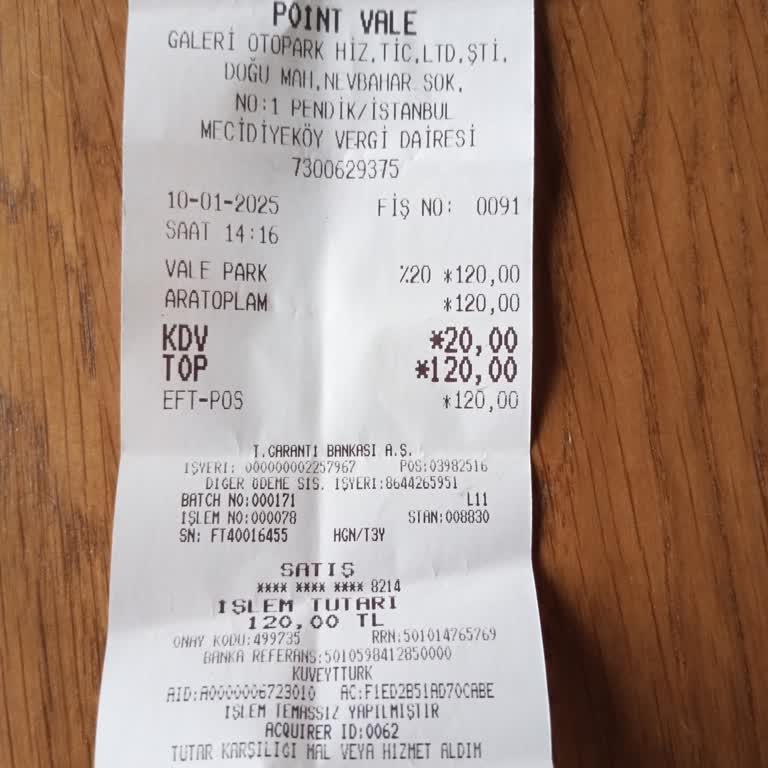 POINT VALE
GALERİ OTOPARK HİZ.TİC.LTD.ŞTİ.
DOĞU MAH.NEVBAHAR SOK.
NO:1 PENDİK/İSTANBUL
MECİDİYEKÖY VERGİ DAİRESİ
7300629375
10-01-2025 FİŞ NO: 0091
SAAT 14:16
VALE PARK %20 *120,00
ARATOPLAM *120,00
KDV *20,00
TOP *120,00
EFT-POS *120,00
T.GARANTİ BANKASI A.Ş.
İŞYERİ: 000000002257967 POS:03982516
DİĞER ÖDEME SİS. İŞYERİ:8644265951
BATCH NO:000171 L11
İŞLEM NO:000078 STAN:008830
SN: FT40016455 HGN/T3Y
SATIŞ
**** **** **** 8214
İŞLEM TUTARI
120,00 TL
ONAY KODU:499735 RRN:501014765769
BANKA REFERANS:5010598412850000
KUVEYTTURK
AID:A0000006723010 AC:F1ED2B51AD70CABE
İŞLEM TEMASSIZ YAPILMIŞTIR
ACQUIRER ID:0062
TUTAR KARŞILIĞI MAL VEYA HİZMET ALDIM